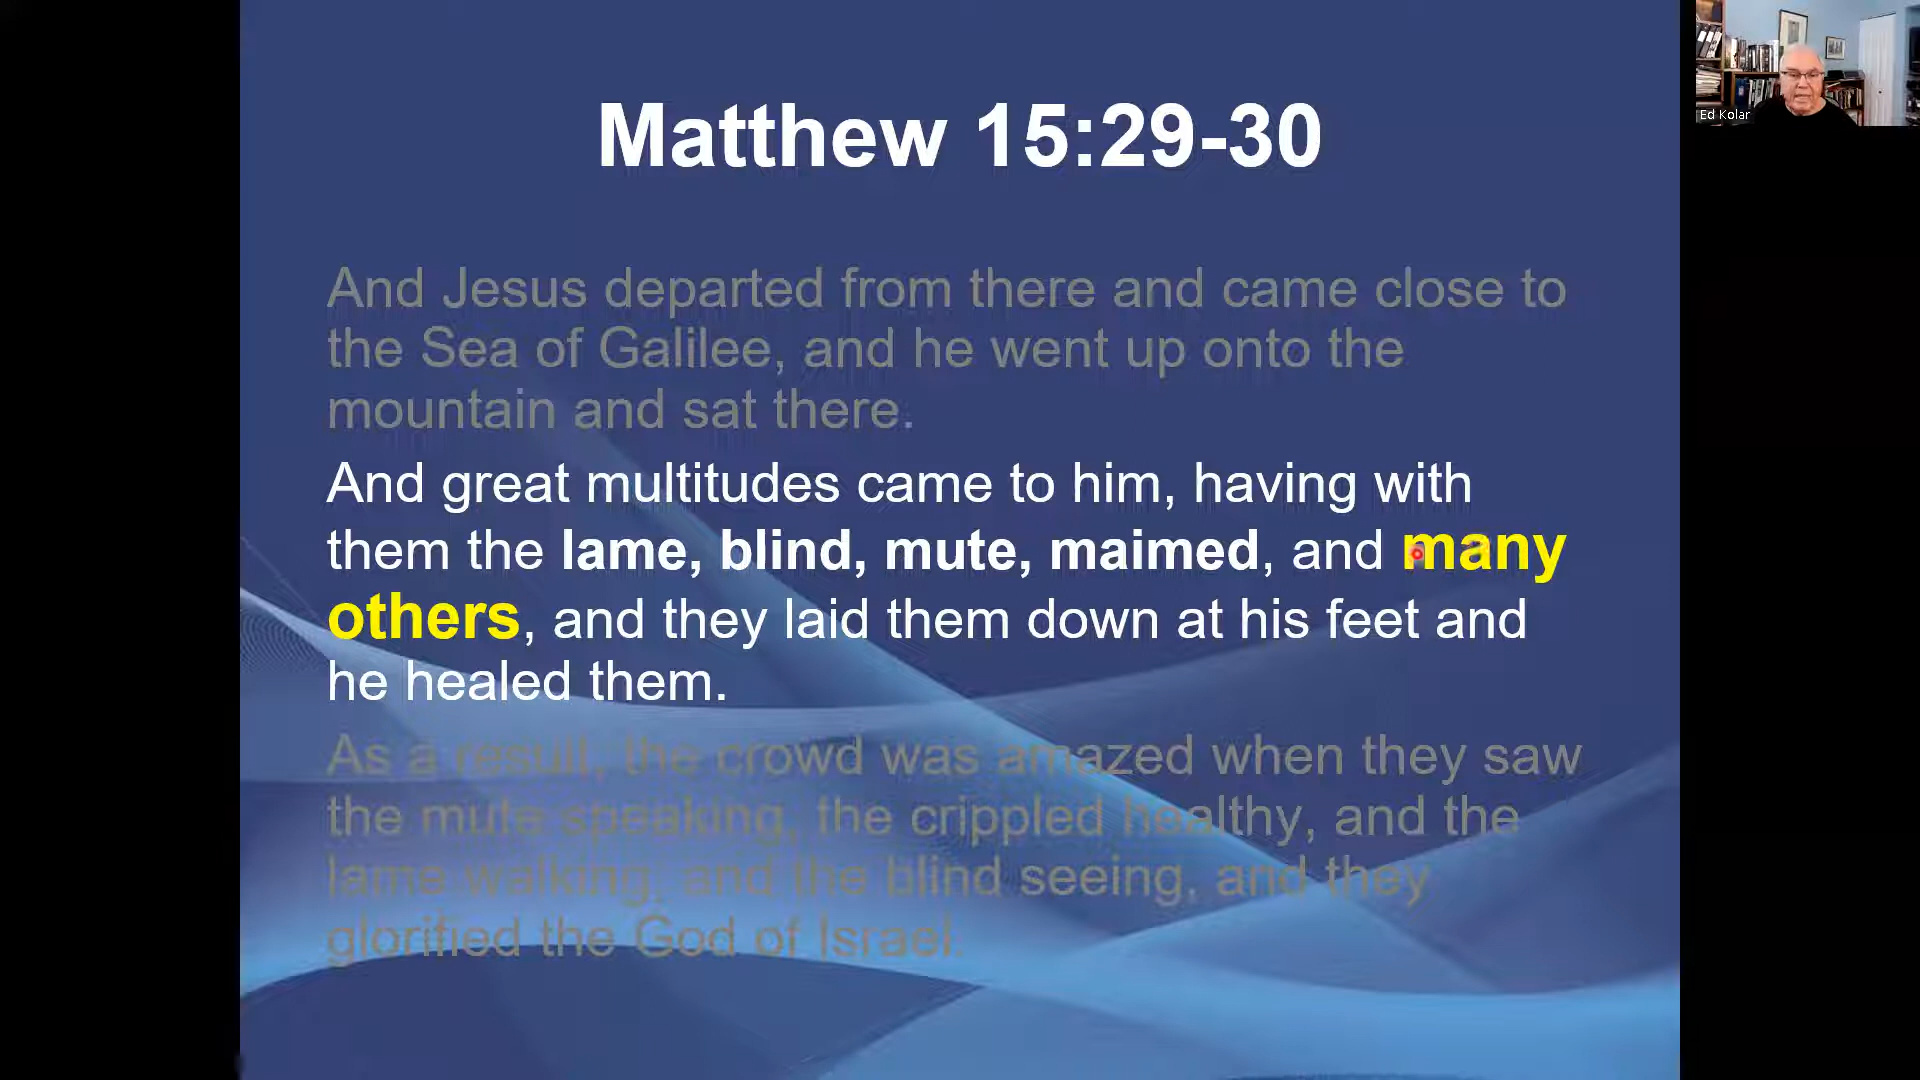 Matthew 15:29-30
Ed Kolar
And Jesus departed from there and came close to
the Sea of Galilee, and he went up onto the
mountain and sat there.
And great multitudes came to him, having with
them the lame, blind, mute, maimed, and many
others, and they laid them down at his feet and
he healed them.
As a result, the crowd was amazed when they saw
the mute speaking, the crippled healthy, and the
lame walking, and the blind seeing, and they
glorified the God of Israel.